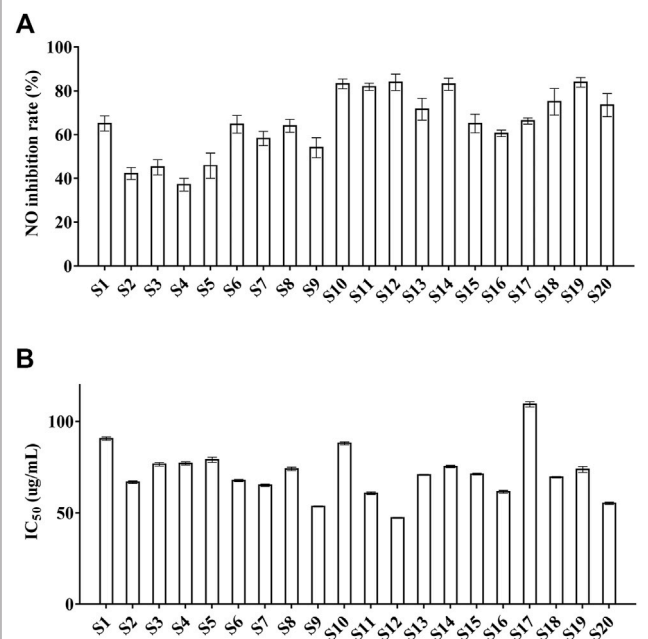 A
NO inhibition rate (%)
100
80
60
40
20
0
S1 S2 S3 S4 S5 S6 S7 S8 S9 S10 S11 S12 S13 S14 S15 S16 S17 S18 S19 S20
B
IC50 (ug/mL)
100
50
0
S1 S2 S3 S4 S5 S6 S7 S8 S9 S10 S11 S12 S13 S14 S15 S16 S17 S18 S19 S20